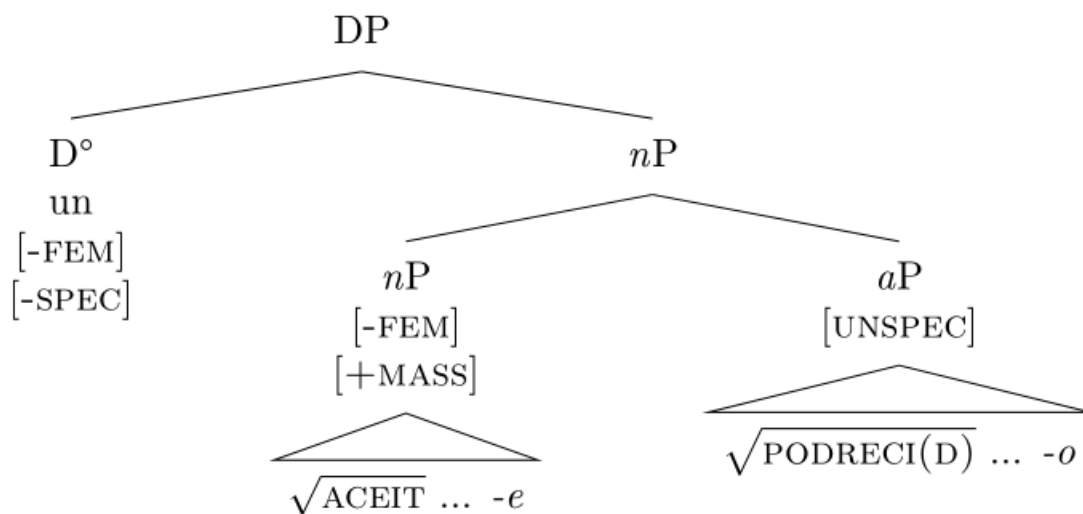 DP
D° nP
un
[-FEM]
[-SPEC]
nP aP
[-FEM] [UNSPEC]
[+MASS]
√ACEIT ... -e √PODRECI(D) ... -o